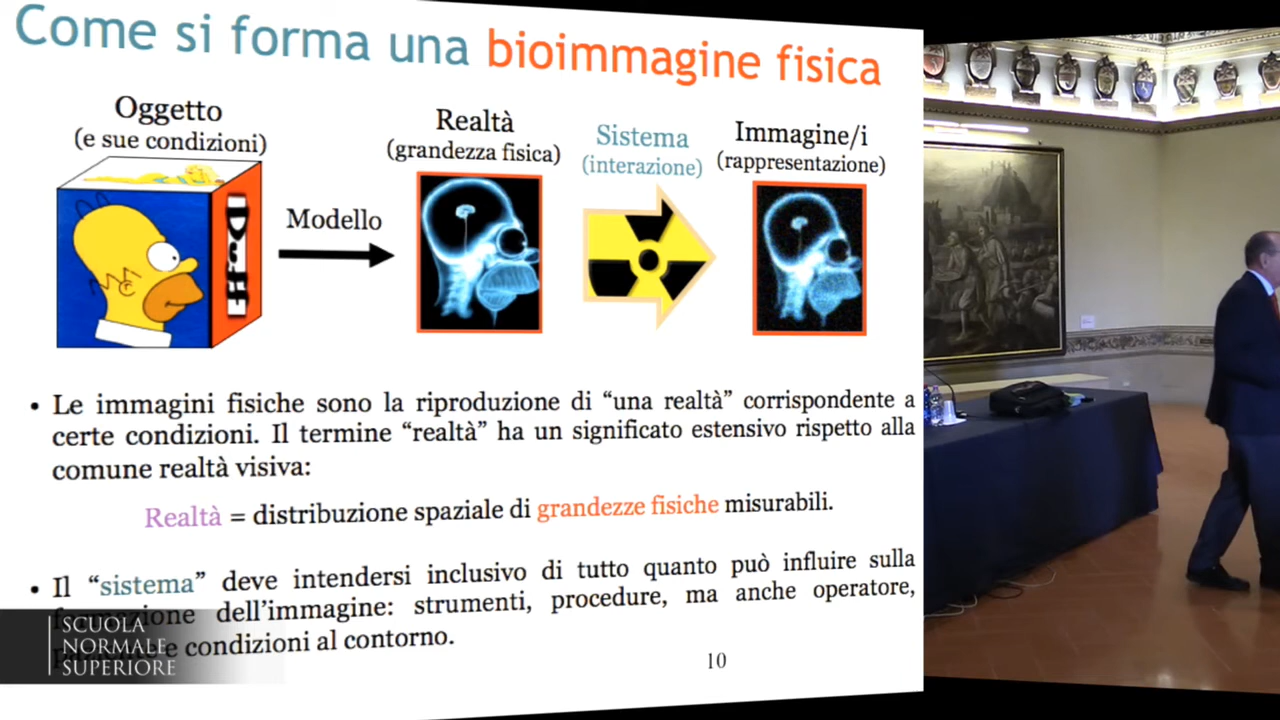 Come si forma una bioimmagine fisica
Oggetto
(e sue condizioni)
Modello
Realtà
(grandezza fisica)
Sistema
(interazione)
Immagine/i
(rappresentazione)
• Le immagini fisiche sono la riproduzione di “una realtà” corrispondente a
certe condizioni. Il termine “realtà” ha un significato estensivo rispetto alla
comune realtà visiva:
Realtà = distribuzione spaziale di grandezze fisiche misurabili.
• Il “sistema” deve intendersi inclusivo di tutto quanto può influire sulla
formazione dell’immagine: strumenti, procedure, ma anche operatore,
e condizioni al contorno.
SCUOLA
NORMALE
SUPERIORE
10